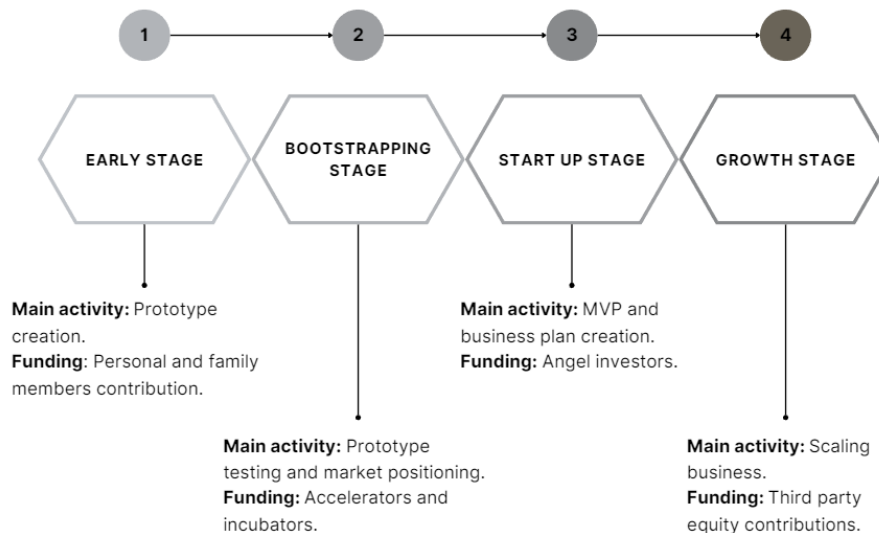 1
2
3
4
EARLY STAGE
BOOTSTRAPPING
STAGE
START UP STAGE
GROWTH STAGE
Main activity: Prototype
creation.
Funding: Personal and family
members contribution.
Main activity: MVP and
business plan creation.
Funding: Angel investors.
Main activity: Prototype
testing and market positioning.
Funding: Accelerators and
incubators.
Main activity: Scaling
business.
Funding: Third party
equity contributions.